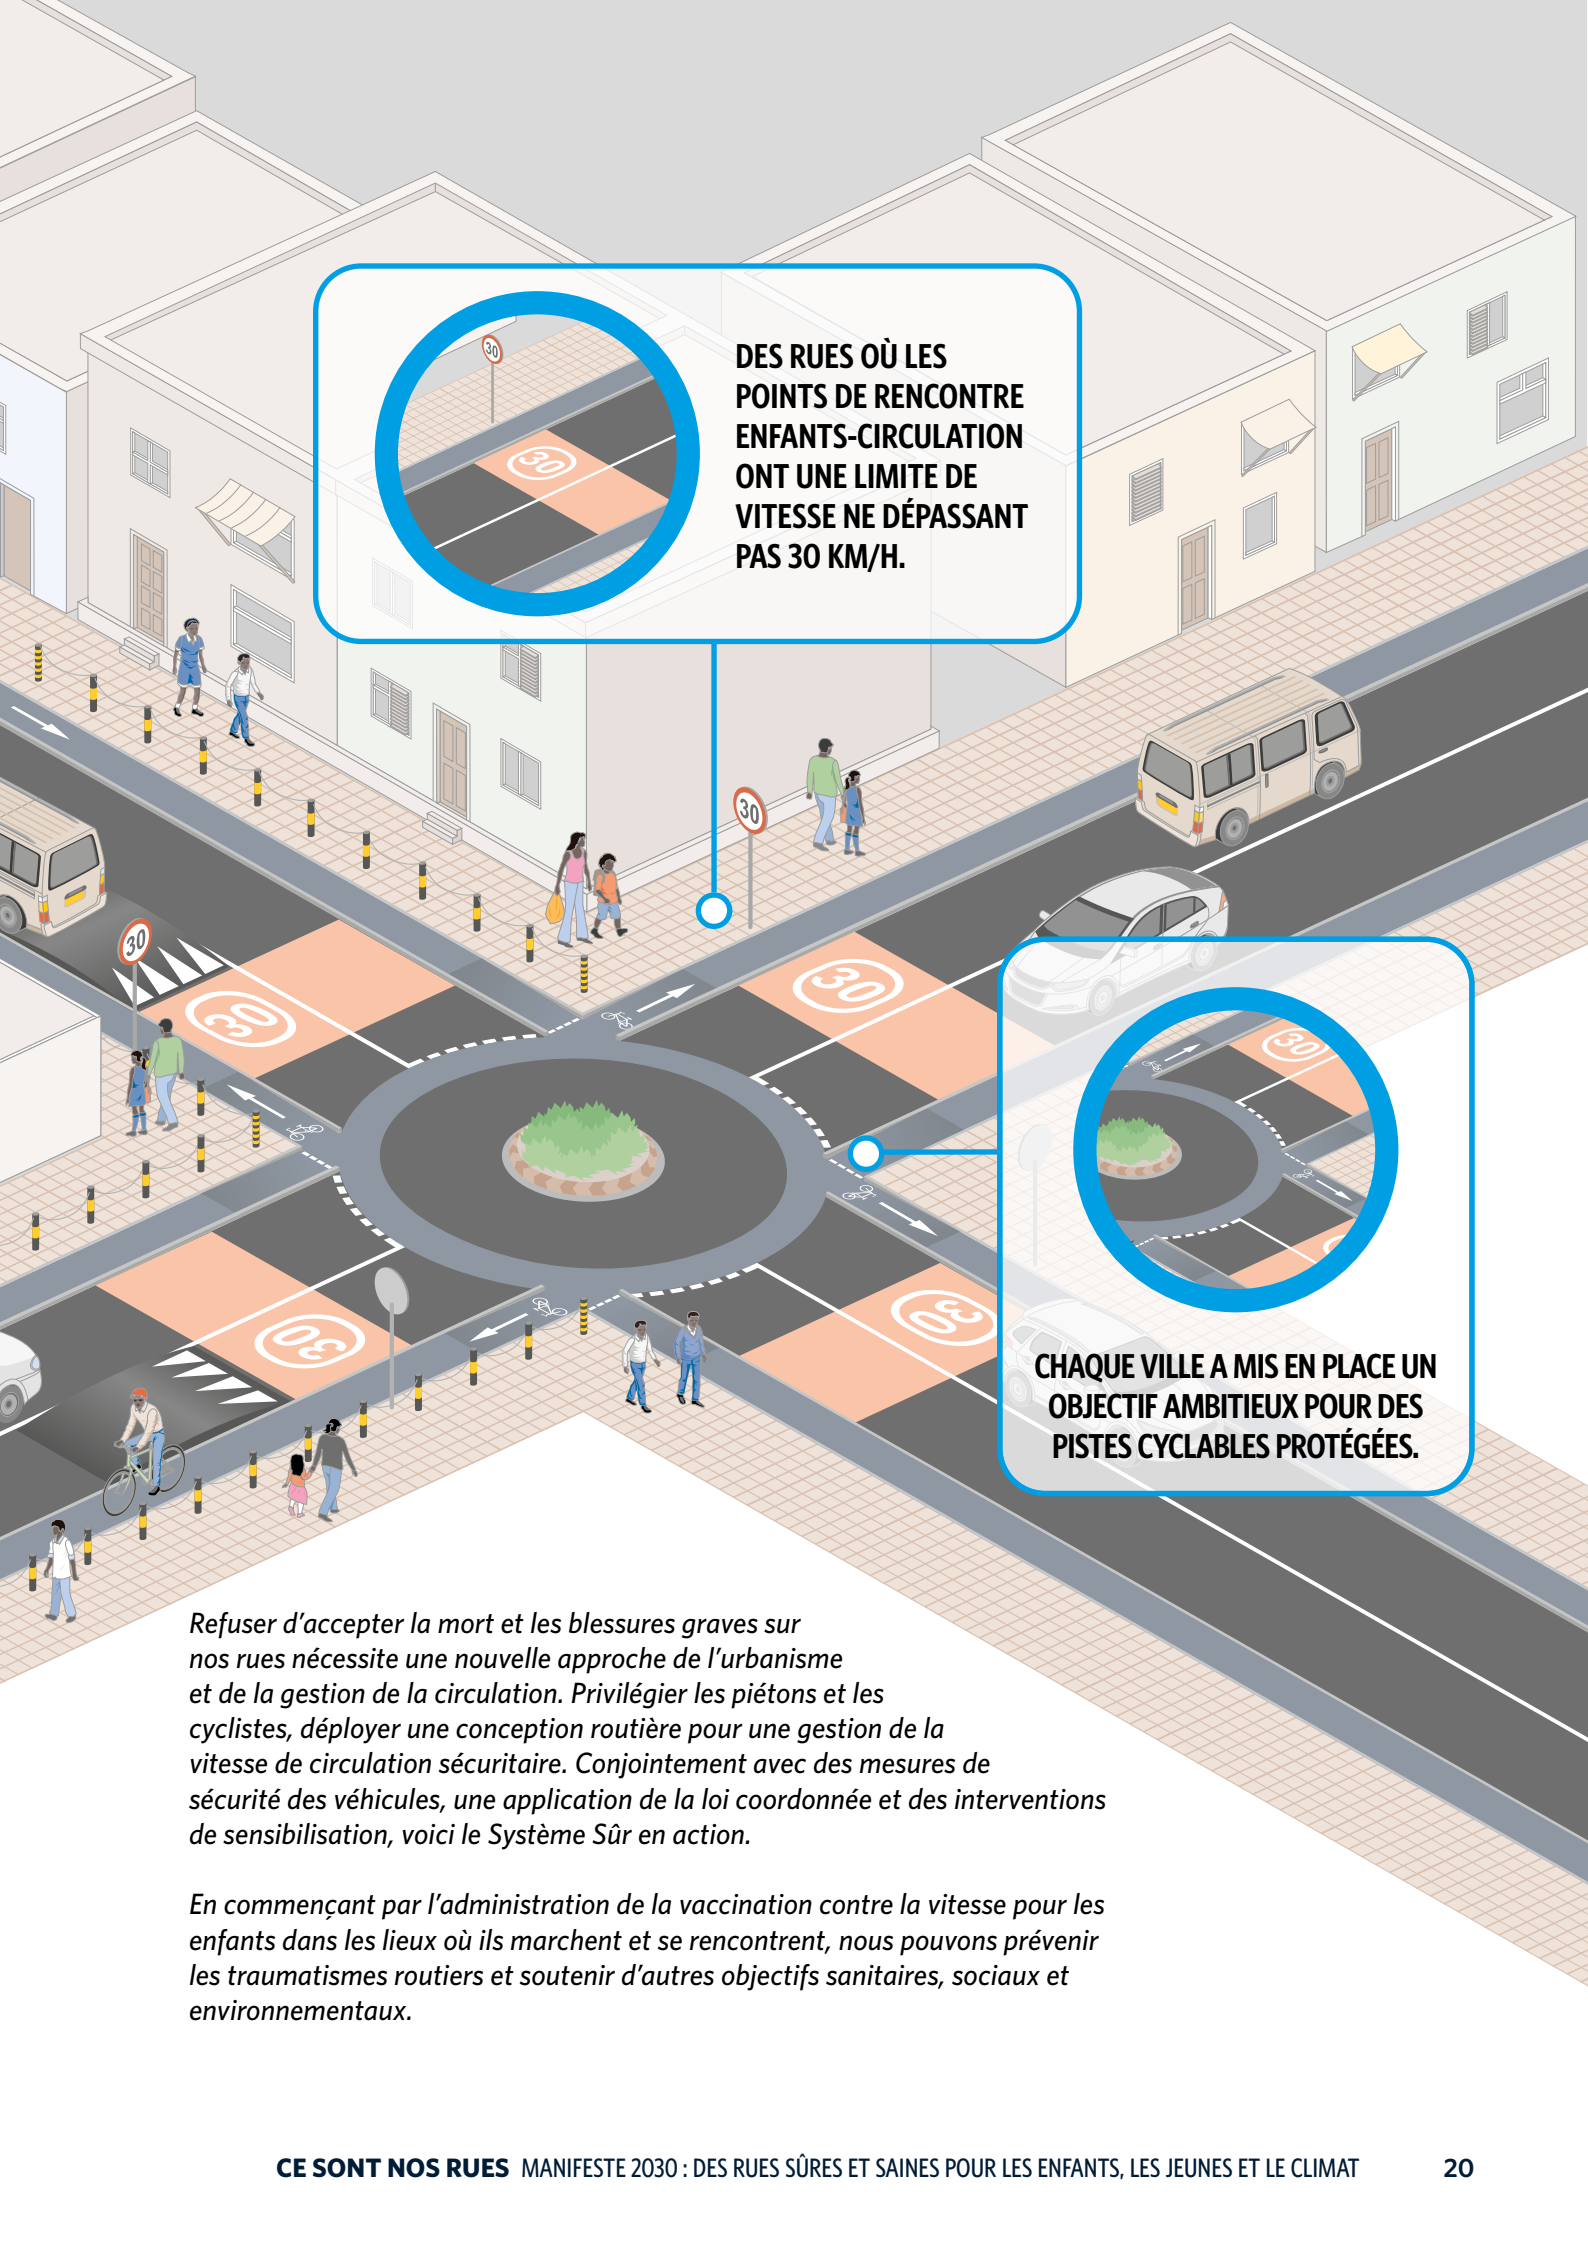 30
30
DES RUES OÙ LES
POINTS DE RENCONTRE
ENFANTS-CIRCULATION
ONT UNE LIMITE DE
VITESSE NE DÉPASSANT
PAS 30 KM/H.
30
30
30
30
30
30
30
CHAQUE VILLE A MIS EN PLACE UN
OBJECTIF AMBITIEUX POUR DES
PISTES CYCLABLES PROTÉGÉES.
30
Refuser d’accepter la mort et les blessures graves sur
nos rues nécessite une nouvelle approche de l’urbanisme
et de la gestion de la circulation. Privilégier les piétons et les
cyclistes, déployer une conception routière pour une gestion de la
vitesse de circulation sécuritaire. Conjointement avec des mesures de
sécurité des véhicules, une application de la loi coordonnée et des interventions
de sensibilisation, voici le Système Sûr en action.
En commençant par l’administration de la vaccination contre la vitesse pour les
enfants dans les lieux où ils marchent et se rencontrent, nous pouvons prévenir
les traumatismes routiers et soutenir d’autres objectifs sanitaires, sociaux et
environnementaux.
CE SONT NOS RUES MANIFESTE 2030 : DES RUES SÛRES ET SAINES POUR LES ENFANTS, LES JEUNES ET LE CLIMAT 20